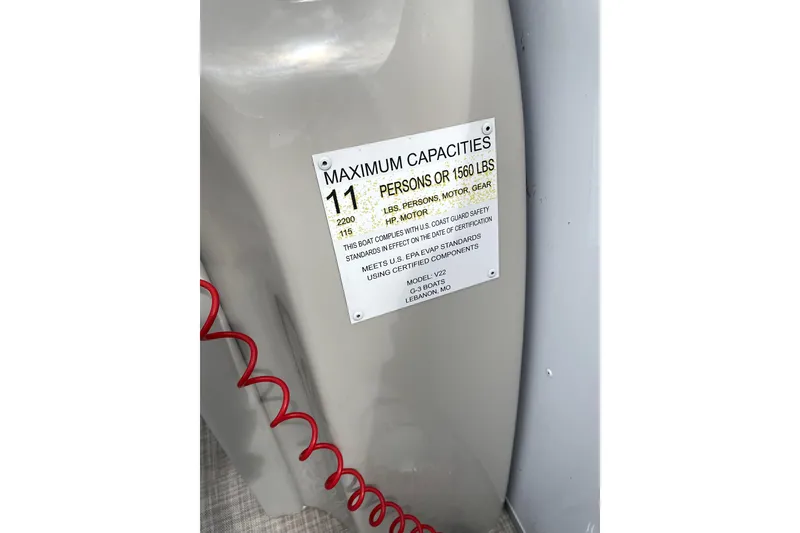 MAXIMUM CAPACITIES
11 PERSONS OR 1560 LBS
2200 LBS, PERSONS, MOTOR, GEAR
115 HP, MOTOR
THIS BOAT COMPLIES WITH U.S. COAST GUARD SAFETY
STANDARDS IN EFFECT ON THE DATE OF CERTIFICATION
MEETS U.S. EPA EVAP STANDARDS
USING CERTIFIED COMPONENTS
MODEL: V22
G-3 BOATS
LEBANON, MO